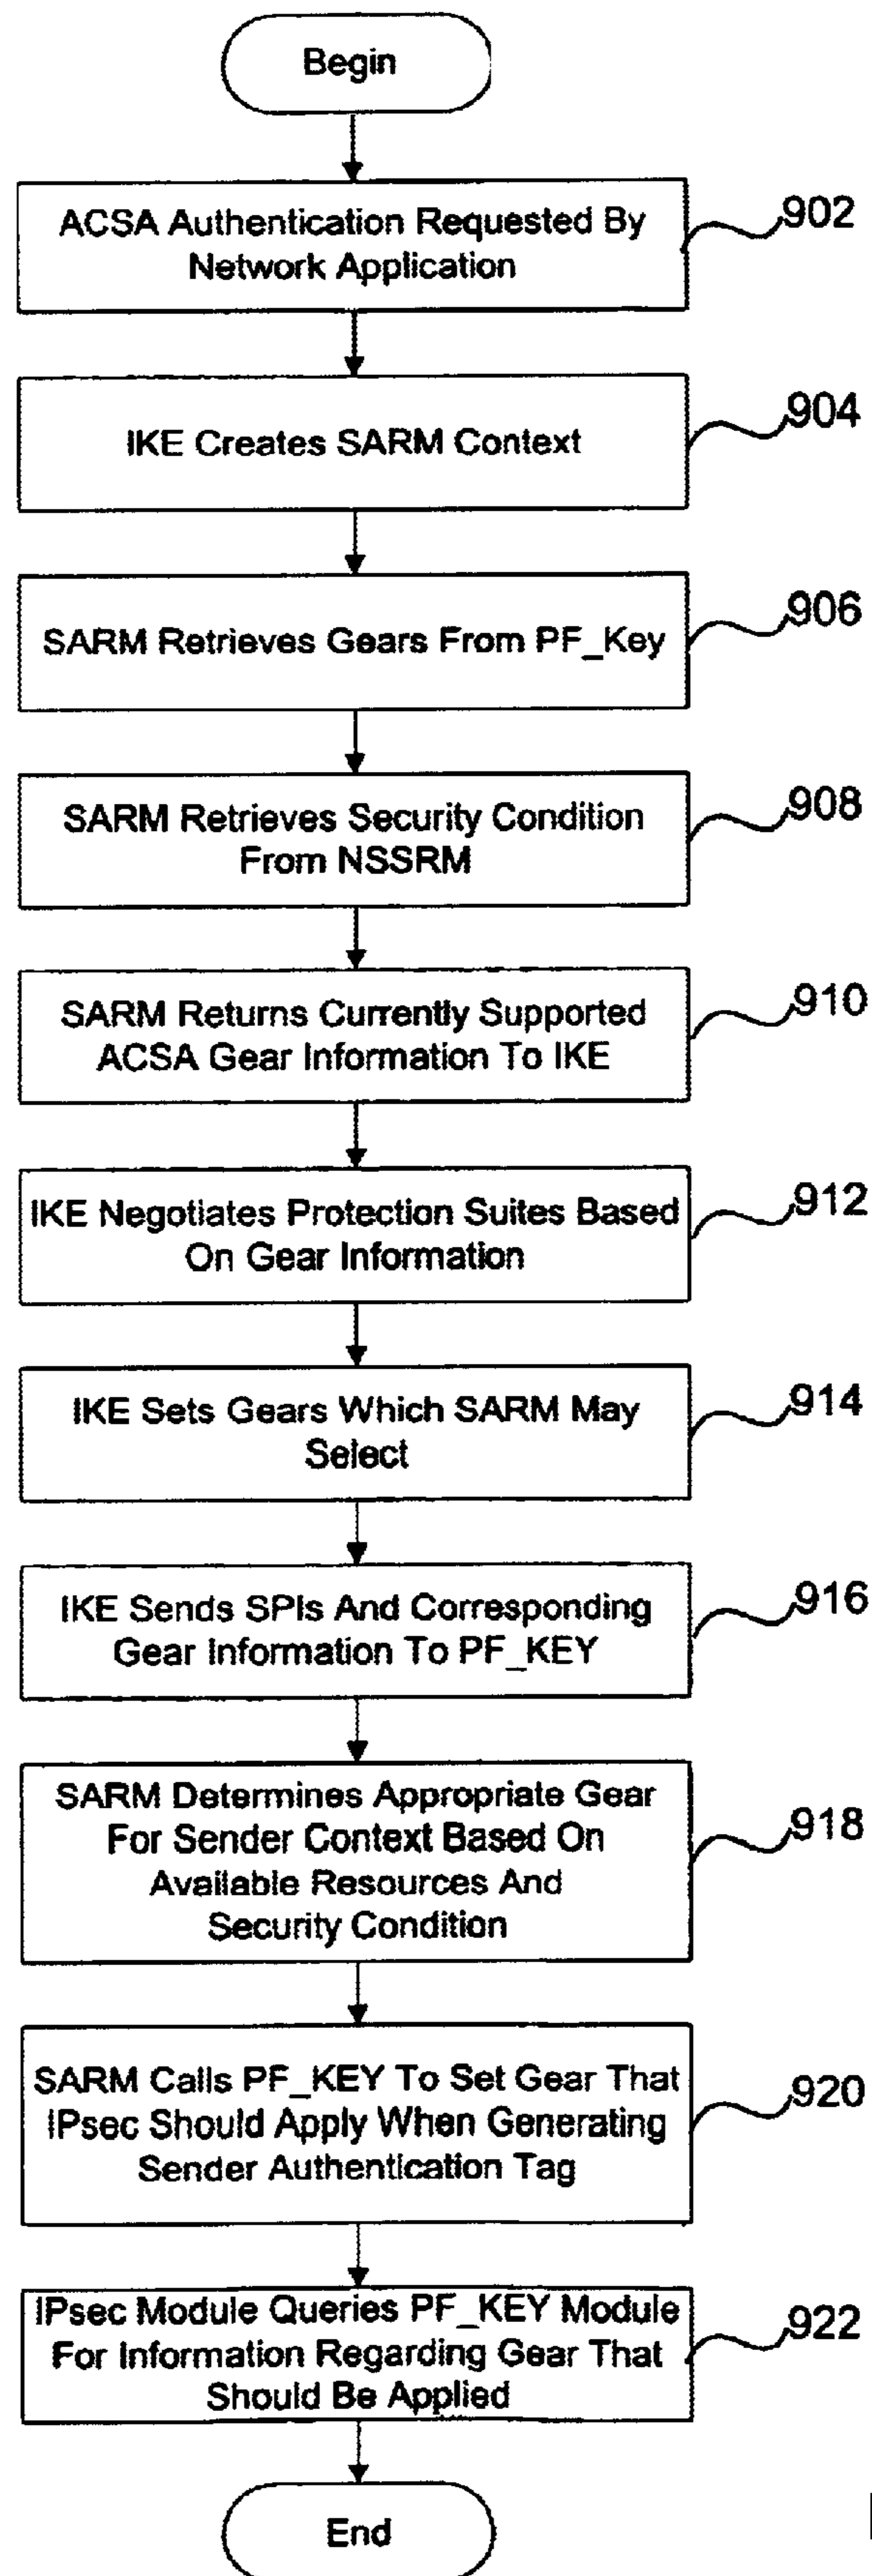 Begin
ACSA Authentication Requested By
Network Application
902
IKE Creates SARM Context
904
SARM Retrieves Gears From PF_Key
906
SARM Retrieves Security Condition
From NSSRM
908
SARM Returns Currently Supported
ACSA Gear Information To IKE
910
IKE Negotiates Protection Suites Based
On Gear Information
912
IKE Sets Gears Which SARM May
Select
914
IKE Sends SPIs And Corresponding
Gear Information To PF_KEY
916
SARM Determines Appropriate Gear
For Sender Context Based On
Available Resources And
Security Condition
918
SARM Calls PF_KEY To Set Gear That
IPsec Should Apply When Generating
Sender Authentication Tag
920
IPsec Module Queries PF_KEY Module
For Information Regarding Gear That
Should Be Applied
922
End